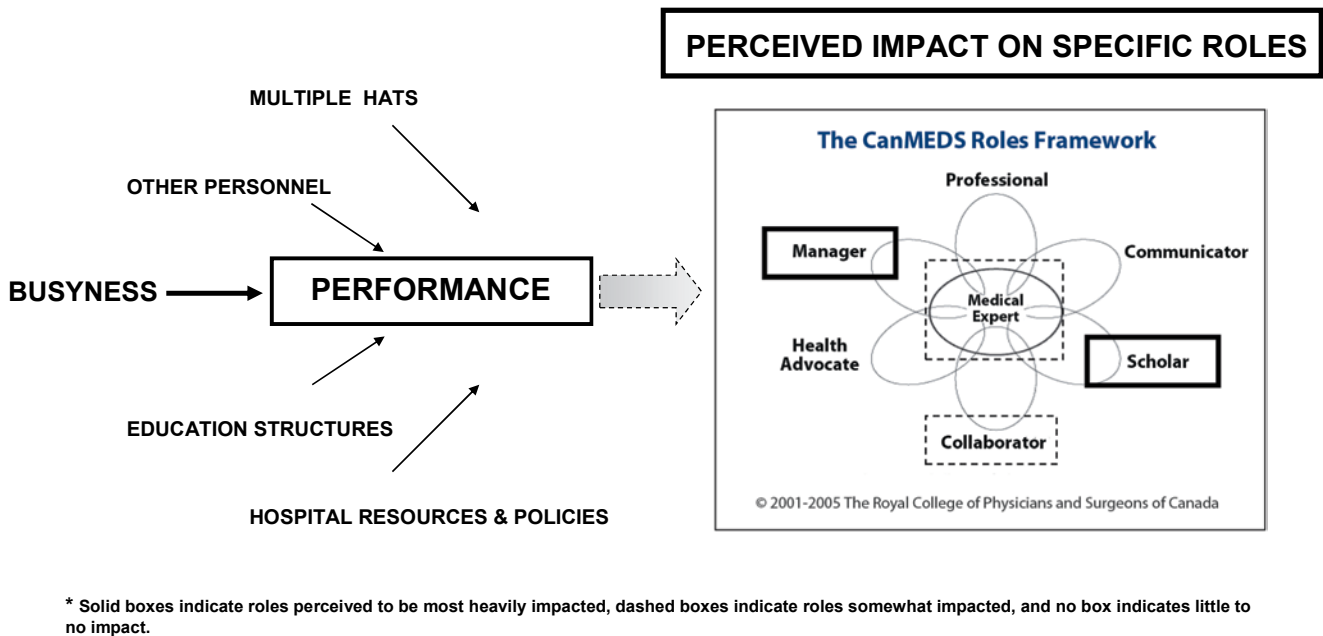 PERCEIVED IMPACT ON SPECIFIC ROLES
MULTIPLE HATS
OTHER PERSONNEL
BUSYNESS
PERFORMANCE
EDUCATION STRUCTURES
HOSPITAL RESOURCES & POLICIES
The CanMEDS Roles Framework
Professional
Manager
Communicator
Medical
Expert
Health
Advocate
Scholar
Collaborator
© 2001-2005 The Royal College of Physicians and Surgeons of Canada
* Solid boxes indicate roles perceived to be most heavily impacted, dashed boxes indicate roles somewhat impacted, and no box indicates little to
no impact.